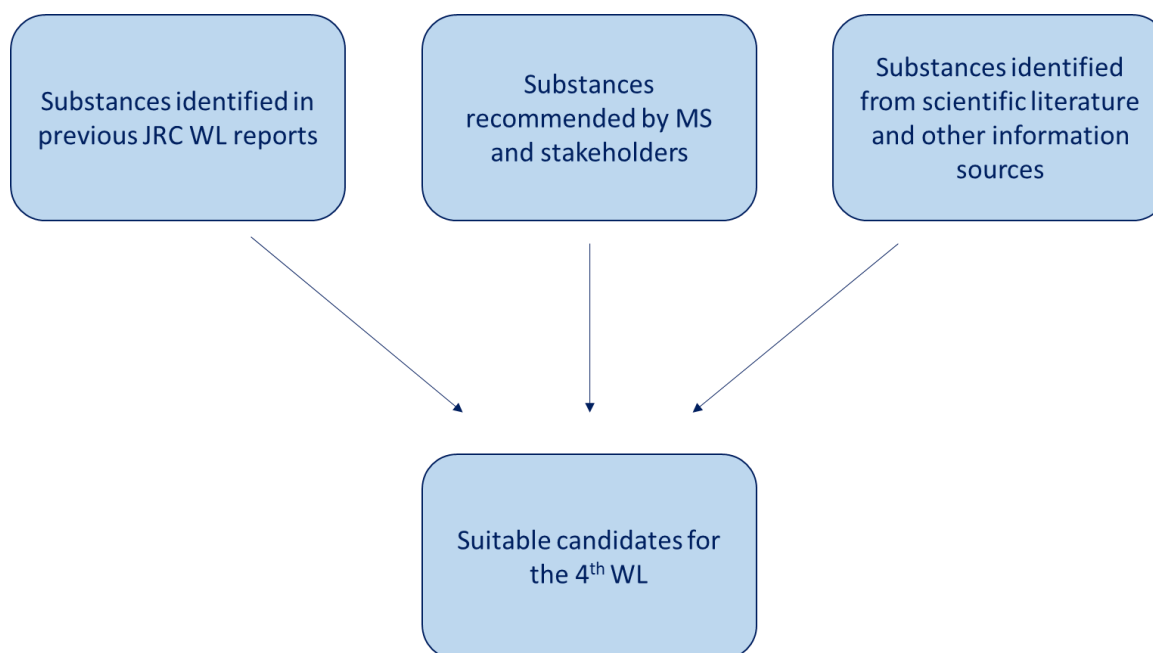 Substances identified in
previous JRC WL reports
Substances
recommended by MS
and stakeholders
Substances identified
from scientific literature
and other information
sources
Suitable candidates for
the 4th WL